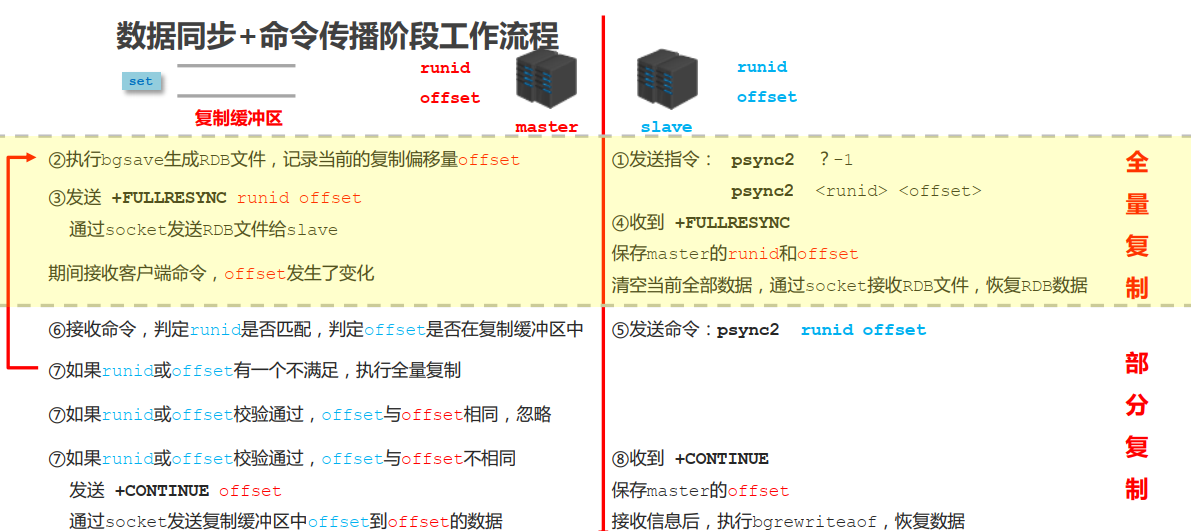 数据同步+命令传播阶段工作流程
set
复制缓冲区
runid
offset
master
slave
runid
offset
②执行bgsave生成RDB文件，记录当前的复制偏移量offset
③发送 +FULLRESYNC runid offset
通过socket发送RDB文件给slave
期间接收客户端命令，offset发生了变化
①发送指令： psync2 ？-1
psync2 <runid> <offset>
④收到 +FULLRESYNC
保存master的runid和offset
清空当前全部数据，通过socket接收RDB文件，恢复RDB数据
全
量
复
制
⑥接收命令，判定runid是否匹配，判定offset是否在复制缓冲区中
⑦如果runid或offset有一个不满足，执行全量复制
⑦如果runid或offset校验通过，offset与offset相同，忽略
⑦如果runid或offset校验通过，offset与offset不相同
发送 +CONTINUE offset
通过socket发送复制缓冲区中offset到offset的数据
⑤发送命令：psync2 runid offset
⑧收到 +CONTINUE
保存master的offset
接收信息后，执行bgrewriteaof，恢复数据
部
分
复
制